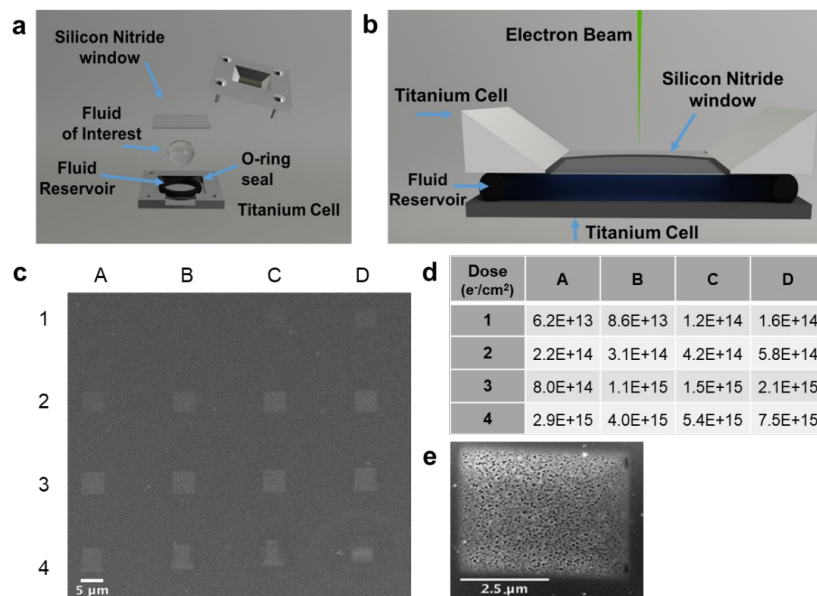 a
Silicon Nritride
window
Fluid
of Interest
Fluid
Reservoir
O-ring
seal
Titanium Cell
b
Electron Beam
Titanium Cell
Silicon Nitride
window
Fluid
Reservoir
Titanium Cell
c
A B C D
1
2
3
4
5 µm
d
Dose
(e⁻/cm²) A B C D
1 6.2E+13 8.6E+13 1.2E+14 1.6E+14
2 2.2E+14 3.1E+14 4.2E+14 5.8E+14
3 8.0E+14 1.1E+15 1.5E+15 2.1E+15
4 2.9E+15 4.0E+15 5.4E+15 7.5E+15
e
2.5 µm